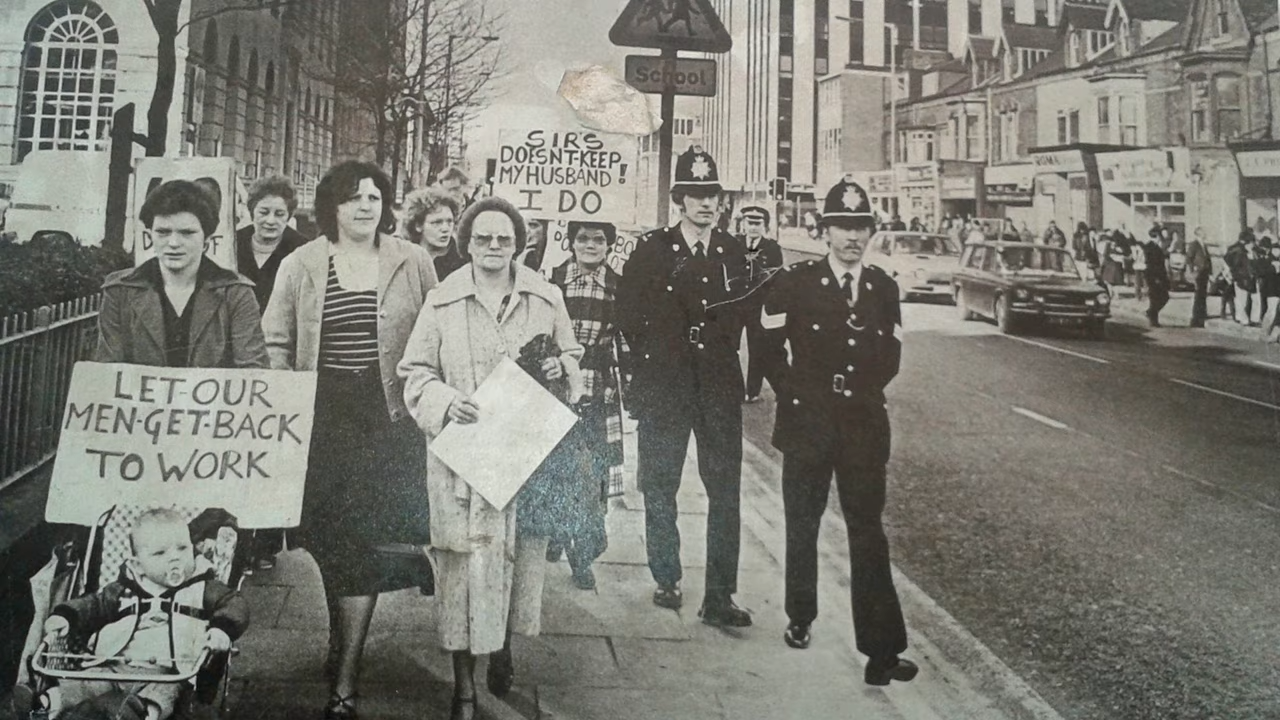 School
SIRS
DOESN'T·KEEP
MY HUSBAND!
I DO
LET·OUR
MEN·GET·BACK
TO WORK